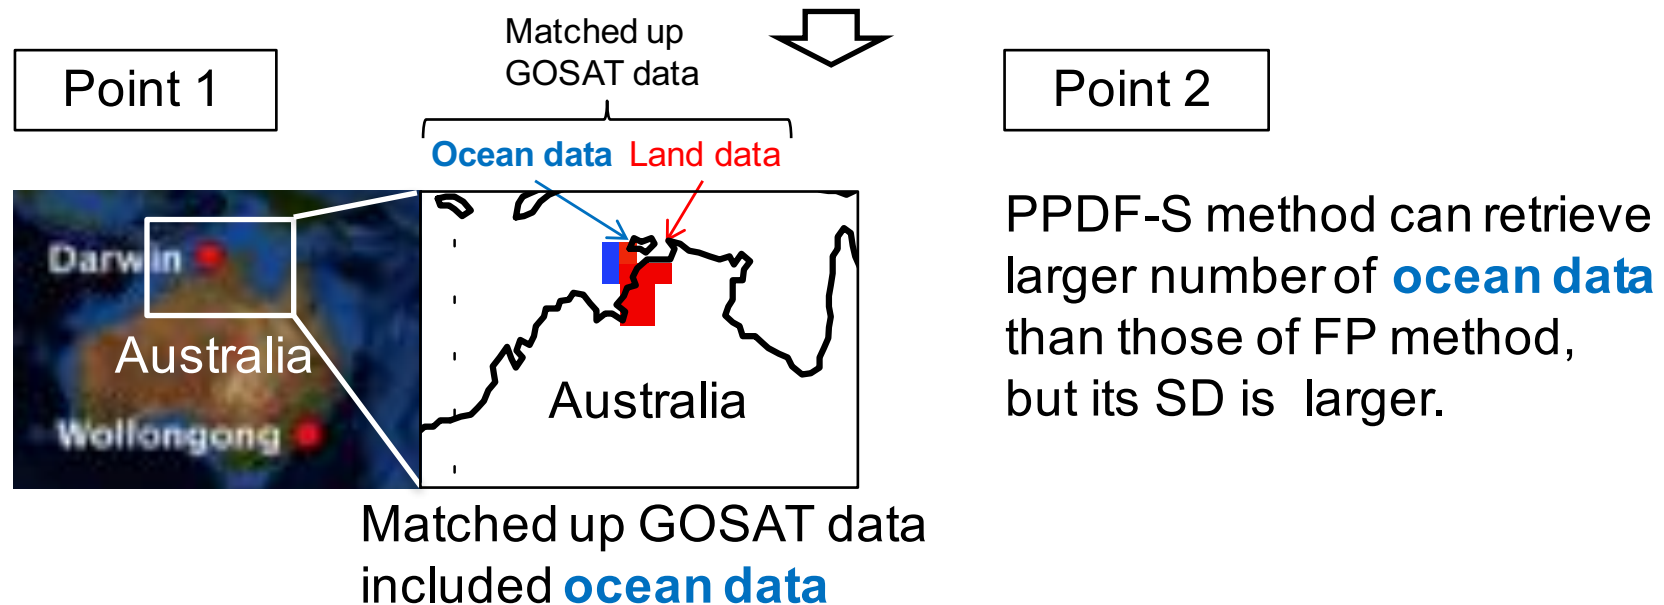 Point 1
Matched up
GOSAT data
Ocean data Land data
Darwin
Australia
Wollongong
Australia
Matched up GOSAT data
included ocean data
Point 2
PPDF-S method can retrieve
larger number of ocean data
than those of FP method,
but its SD is larger.